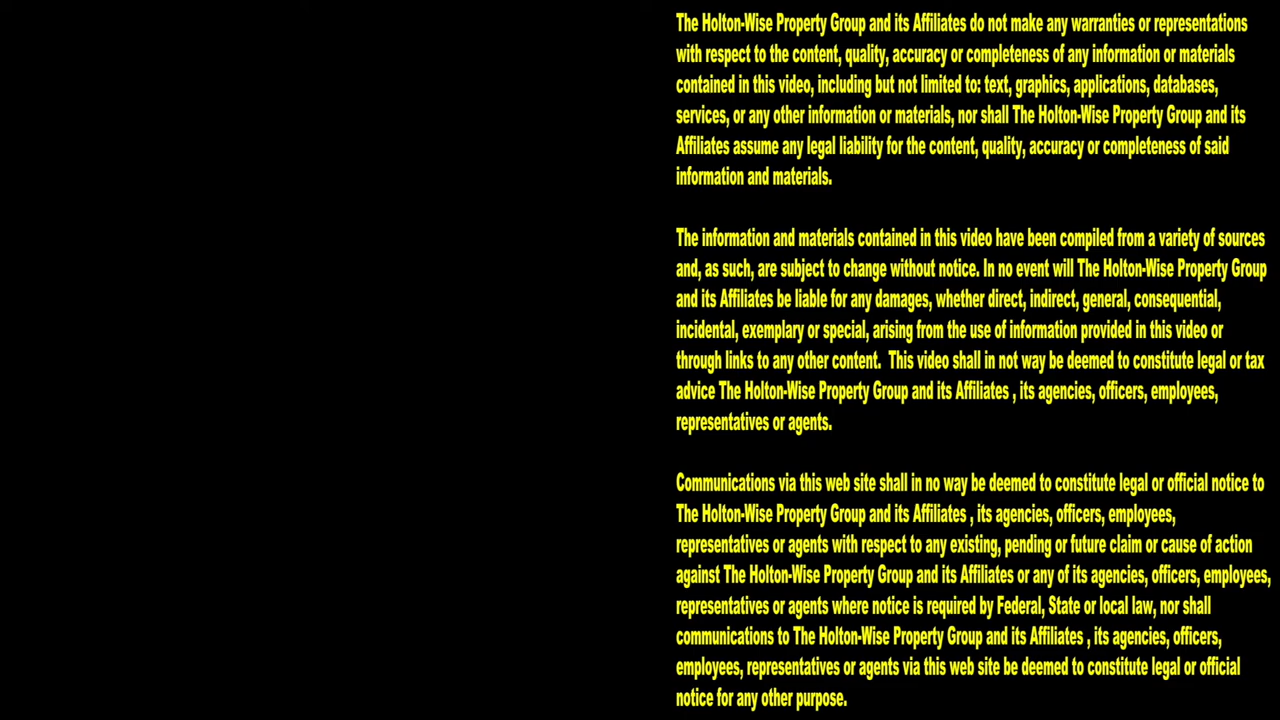 The Holton-Wise Property Group and its Affiliates do not make any warranties or representations
with respect to the content, quality, accuracy or completeness of any information or materials
contained in this video, including but not limited to: text, graphics, applications, databases,
services, or any other information or materials, nor shall The Holton-Wise Property Group and its
Affiliates assume any legal liability for the content, quality, accuracy or completeness of said
information and materials.
The information and materials contained in this video have been compiled from a variety of sources
and, as such, are subject to change without notice. In no event will The Holton-Wise Property Group
and its Affiliates be liable for any damages, whether direct, indirect, general, consequential,
incidental, exemplary or special, arising from the use of information provided in this video or
through links to any other content. This video shall in not way be deemed to constitute legal or tax
advice The Holton-Wise Property Group and its Affiliates , its agencies, officers, employees,
representatives or agents.
Communications via this web site shall in no way be deemed to constitute legal or official notice to
The Holton-Wise Property Group and its Affiliates , its agencies, officers, employees,
representatives or agents with respect to any existing, pending or future claim or cause of action
against The Holton-Wise Property Group and its Affiliates or any of its agencies, officers, employees,
representatives or agents where notice is required by Federal, State or local law, nor shall
communications to The Holton-Wise Property Group and its Affiliates , its agencies, officers,
employees, representatives or agents via this web site be deemed to constitute legal or official
notice for any other purpose.